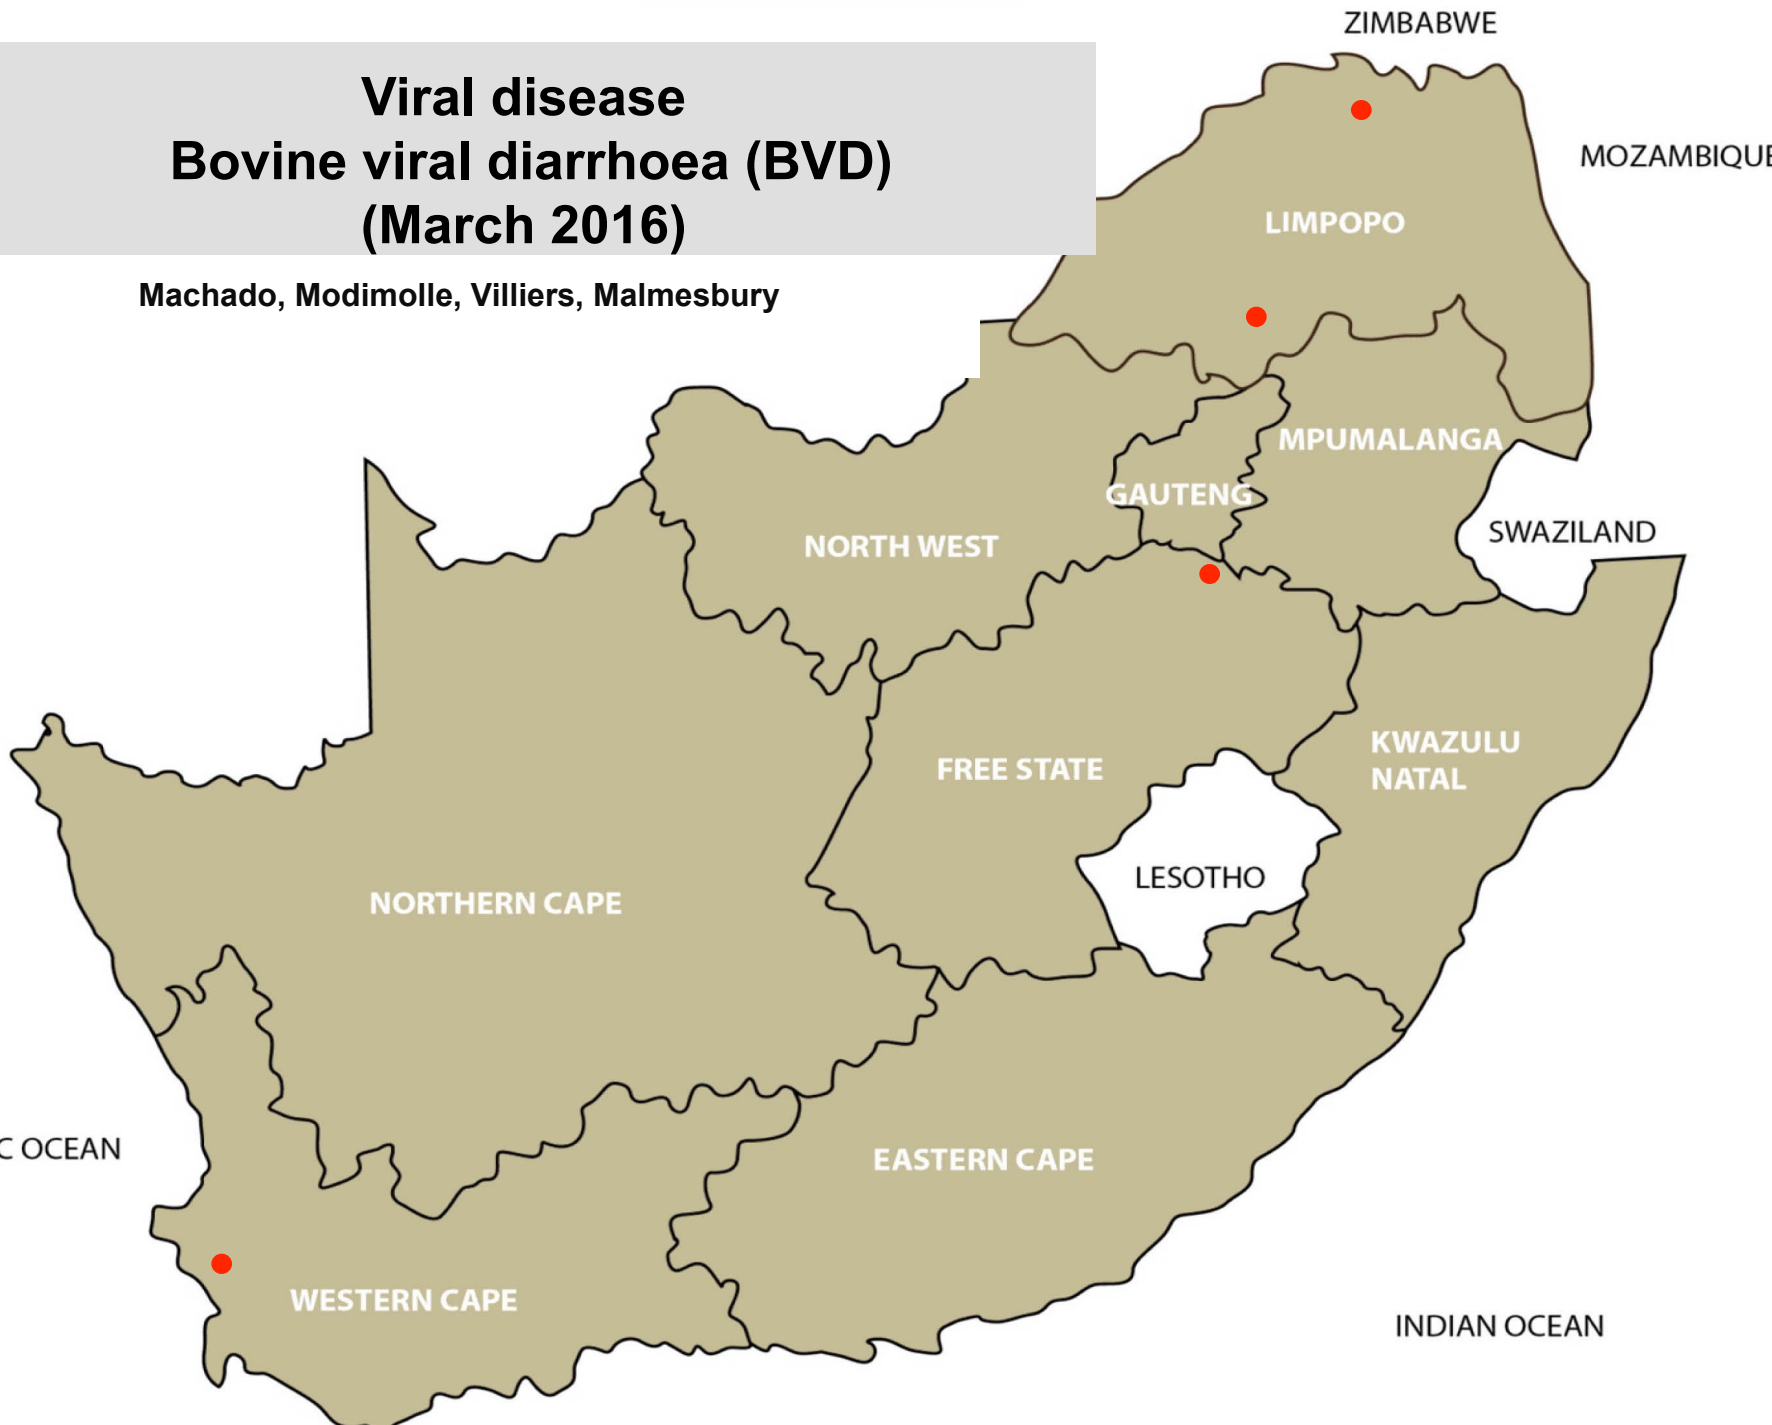 ZIMBABWE
Viral disease
Bovine viral diarrhoea (BVD)
(March 2016)
MOZAMBIQUE
LIMPOPO
Machado, Modimolle, Villiers, Malmesbury
MPUMALANGA
GAUTENG
SWAZILAND
NORTH WEST
KWAZULU
NATAL
FREE STATE
LESOTHO
NORTHERN CAPE
C OCEAN
EASTERN CAPE
WESTERN CAPE
INDIAN OCEAN